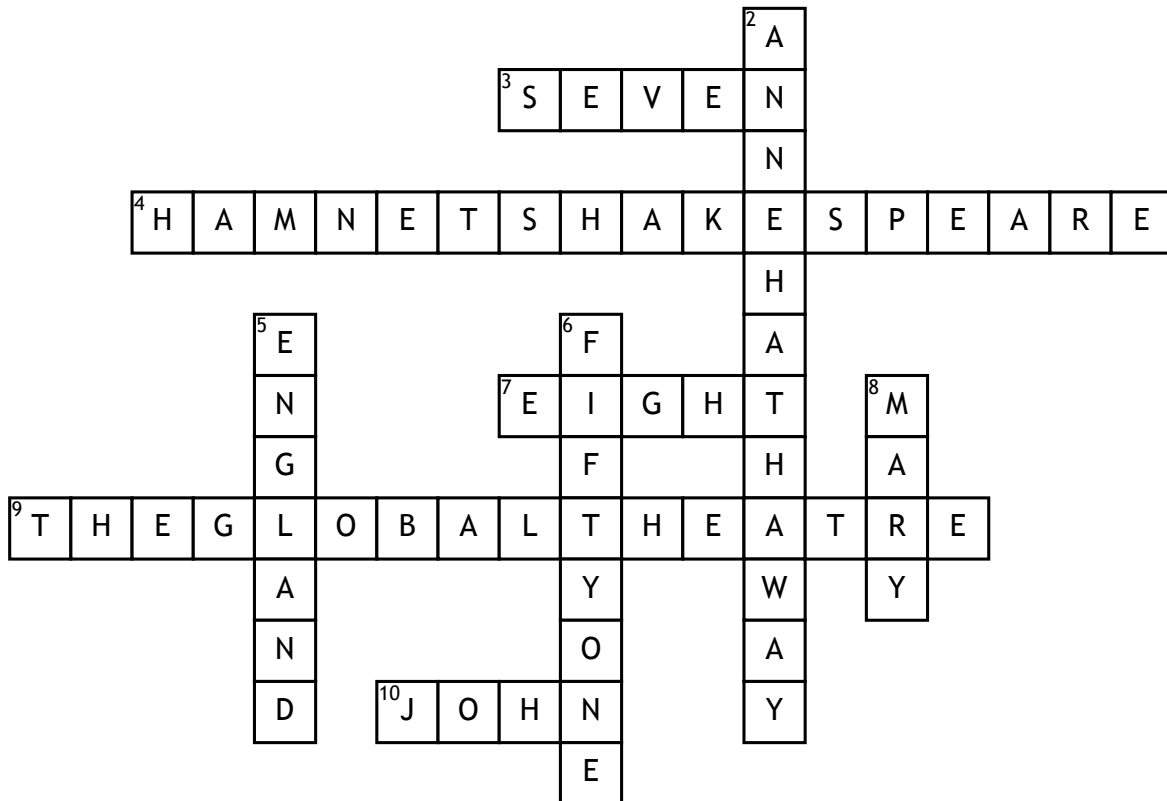 2 A
3 S E V E N
N
4 H A M N E T S H A K E S P E A R E
H
5 E 6 F A
N 7 E I G H T 8 M
G F H A
9 T H E G L O B A L T H E A T R E
A Y W Y
N O A
D 10 J O H N Y
E